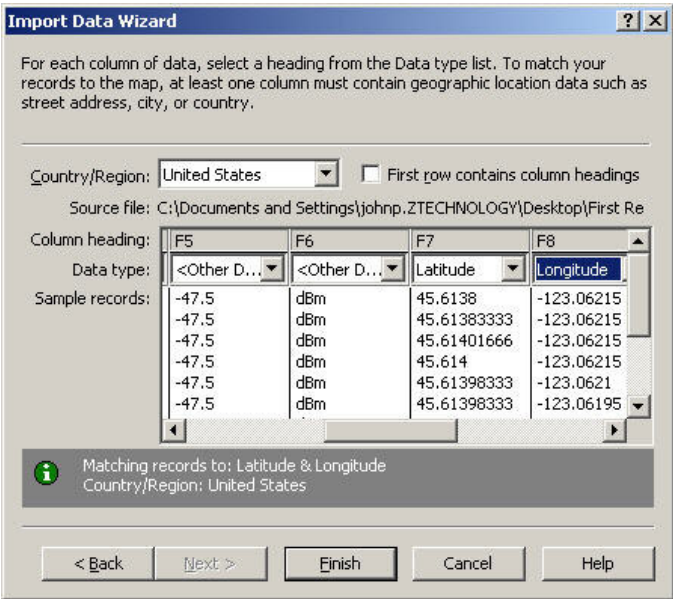 Import Data Wizard
For each column of data, select a heading from the Data type list. To match your
records to the map, at least one column must contain geographic location data such as
street address, city, or country.
Country/Region: United States First row contains column headings
Source file: C:\Documents and Settings\johnp.ZTECHNOLOGY\Desktop\First Re
Column heading: F5 F6 F7 F8
Data type: <Other D... <Other D... Latitude Longitude
Sample records: -47.5 dBm 45.6138 -123.06215
-47.5 dBm 45.61383333 -123.06215
-47.5 dBm 45.61401666 -123.06215
-47.5 dBm 45.614 -123.06215
-47.5 dBm 45.61398333 -123.0621
-47.5 dBm 45.61398333 -123.06195
Matching records to: Latitude & Longitude
Country/Region: United States
< Back Next > Finish Cancel Help